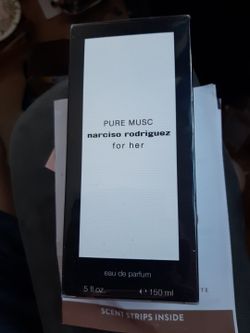 PURE MUSC
narciso rodriguez
for her
eau de parfum
5 fl.oz. e 150 ml
SCENT STRIPS INSIDE